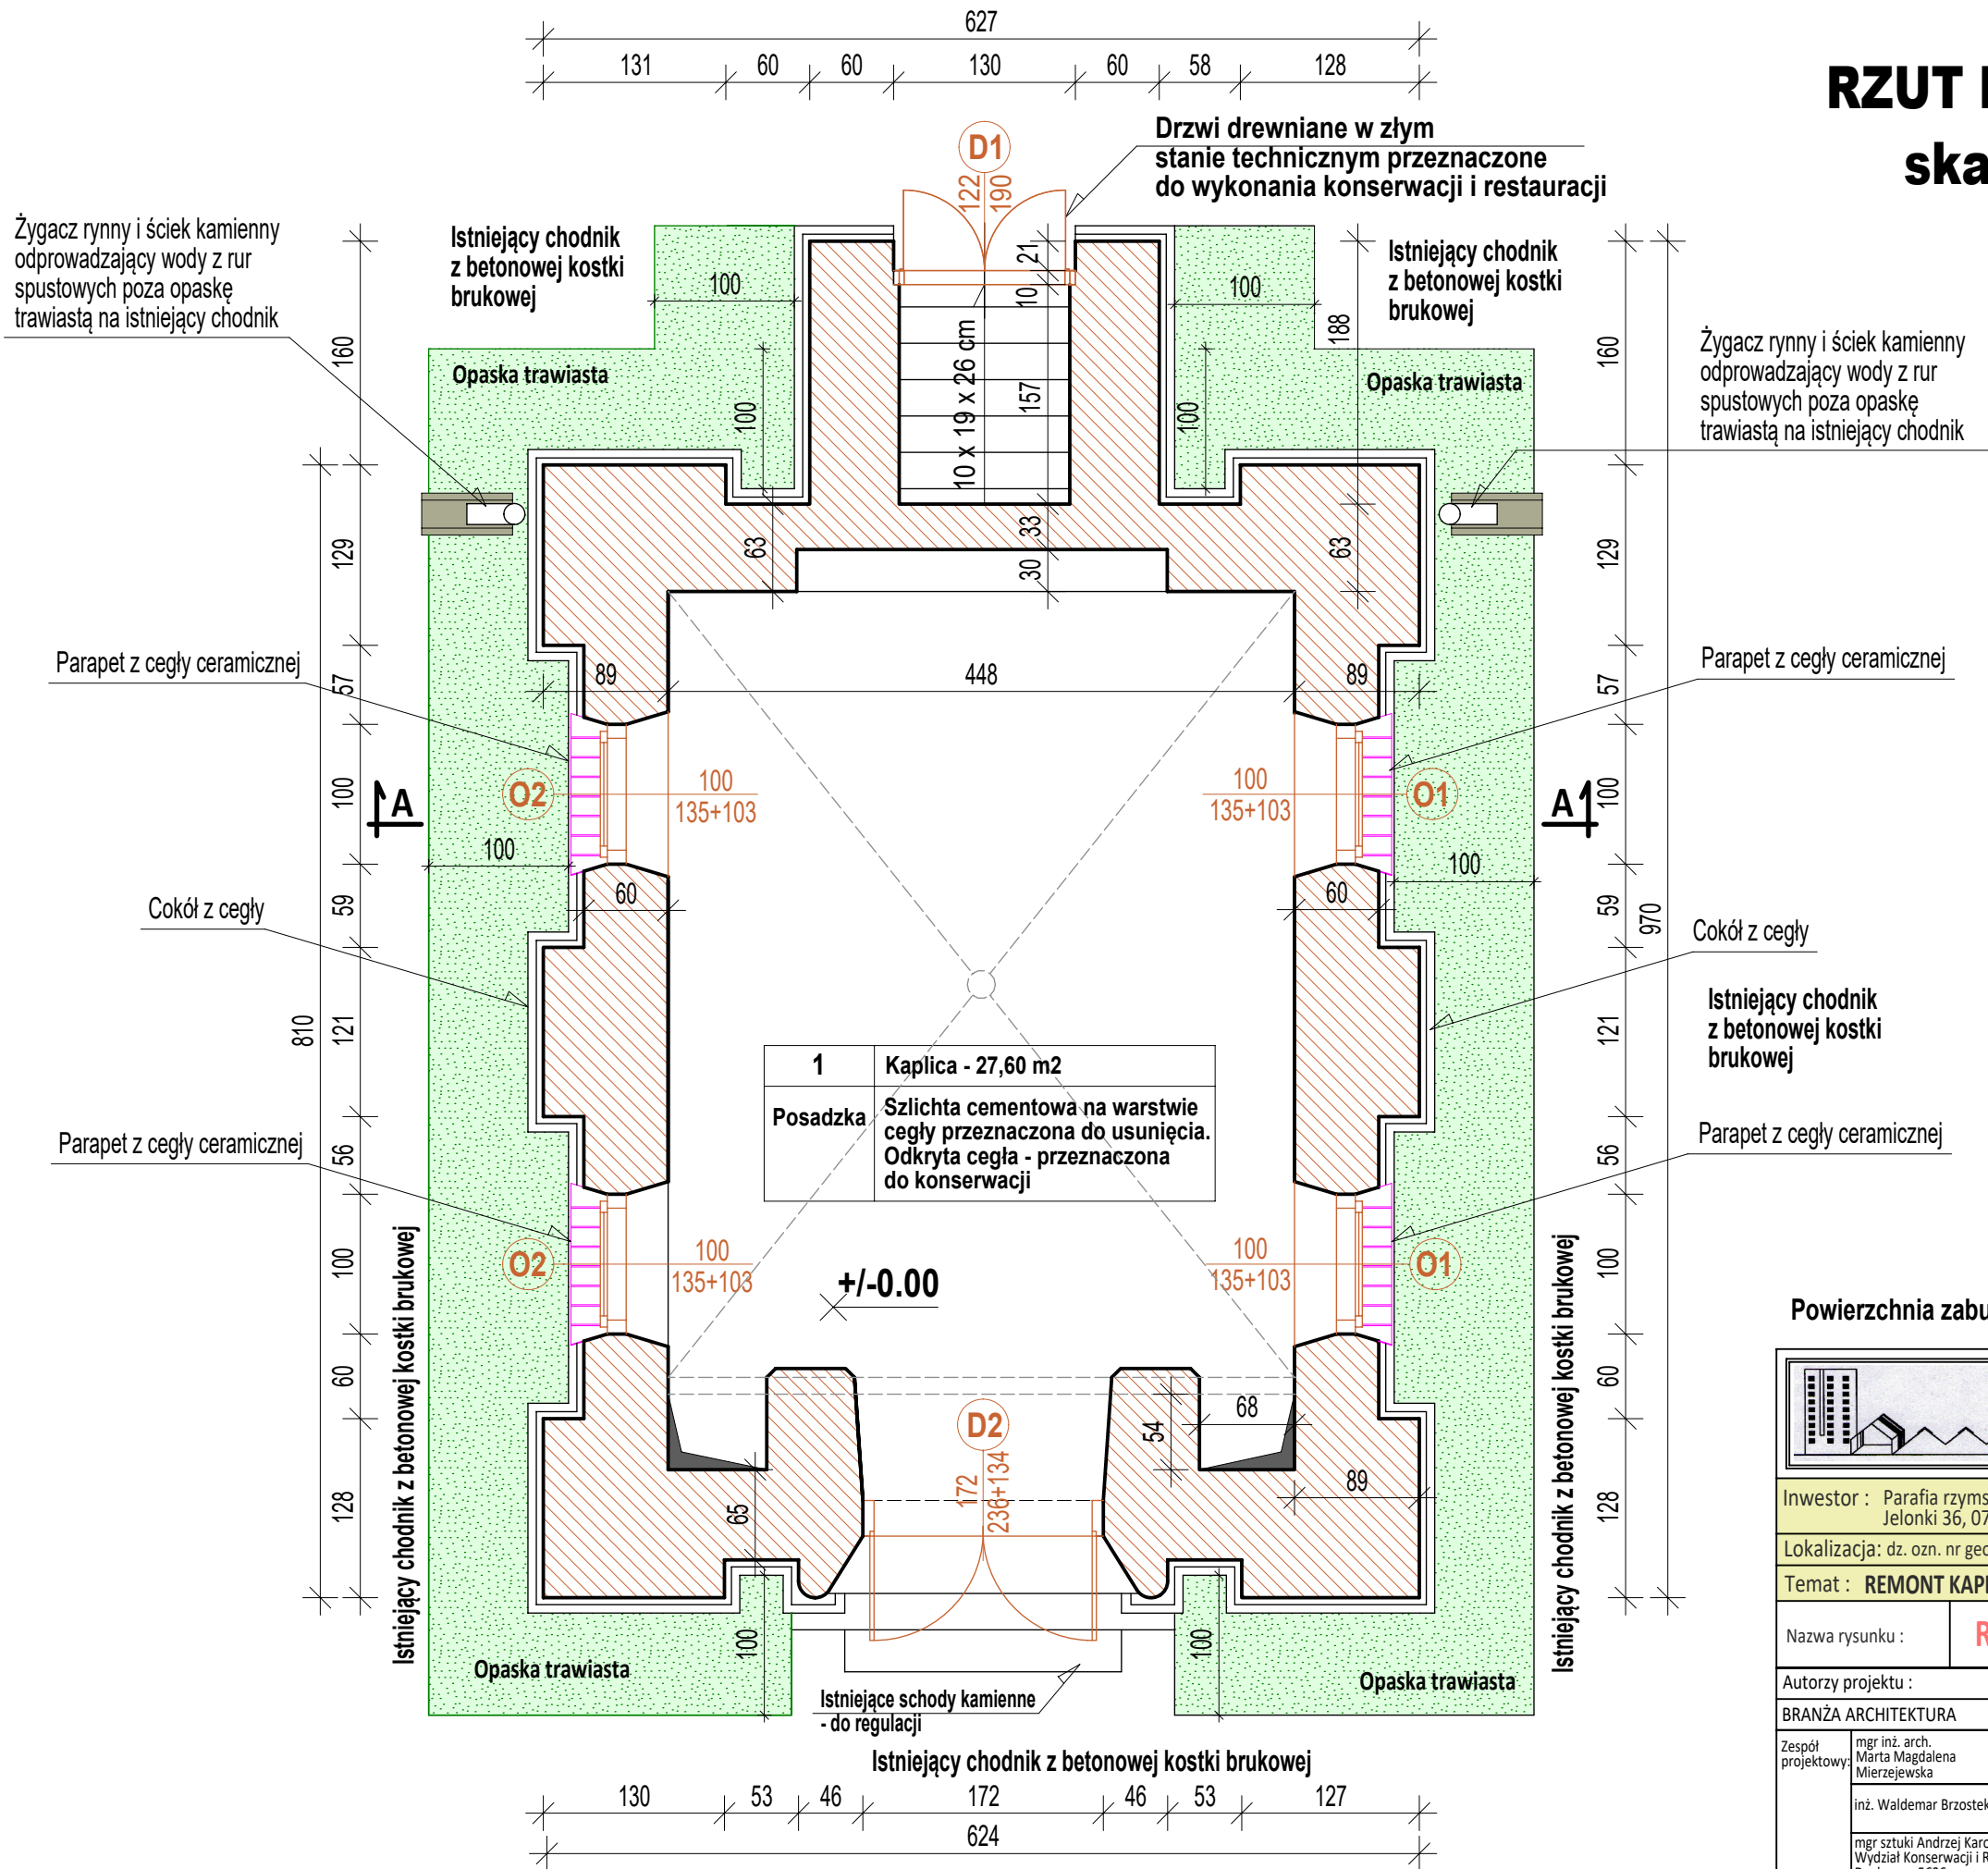 627
131 60 60 130 60 58 128
RZUT
ska
Drzwi drewniane w złym
stanie technicznym przeznaczone
do wykonania konserwacji i restauracji
D1
122
190
Żygacz rynny i ściek kamienny
odprowadzający wody z rur
spustowych poza opaskę
trawiastą na istniejący chodnik
Istniejący chodnik
z betonowej kostki
brukowej
Istniejący chodnik
z betonowej kostki
brukowej
Żygacz rynny i ściek kamienny
odprowadzający wody z rur
spustowych poza opaskę
trawiastą na istniejący chodnik
100
100
21
10
188
160
160
Opaska trawiasta
Opaska trawiasta
100
100
10 x 19 x 26 cm
157
33
30
63
63
129
129
Parapet z cegły ceramicznej
Parapet z cegły ceramicznej
57
57
89 448 89
O2
100
135+103
100
135+103
O1
A
A
100
100
100
100
59
59
60
60
970
Cokół z cegły
Cokół z cegły
Istniejący chodnik
z betonowej kostki
brukowej
810
121
121
1 Kaplica - 27,60 m2
Posadzka
Szlichta cementowa na warstwie
cegły przeznaczona do usunięcia.
Odkryta cegła - przeznaczona
do konserwacji
Parapet z cegły ceramicznej
Parapet z cegły ceramicznej
56
56
O2
100
135+103
100
135+103
O1
100
100
+/-0.00
Istniejący chodnik z betonowej kostki brukowej
Istniejący chodnik z betonowej kostki brukowej
60
60
D2
172
236+134
54
68
89
65
128
128
100
100
Opaska trawiasta
Opaska trawiasta
Istniejące schody kamienne
- do regulacji
Istniejący chodnik z betonowej kostki brukowej
130 53 46 172 46 53 127
624
Powierzchnia zabu
Inwestor : Parafia rzyms
Jelonki 36, 07
Lokalizacja: dz. ozn. nr geo
Temat : REMONT KAPI
Nazwa rysunku : R
Autorzy projektu :
BRANŻA ARCHITEKTURA
Zespół
projektowy:
mgr inż. arch.
Marta Magdalena
Mierzejewska
inż. Waldemar Brzostek
mgr sztuki Andrzej Karo
Wydział Konserwacji i R